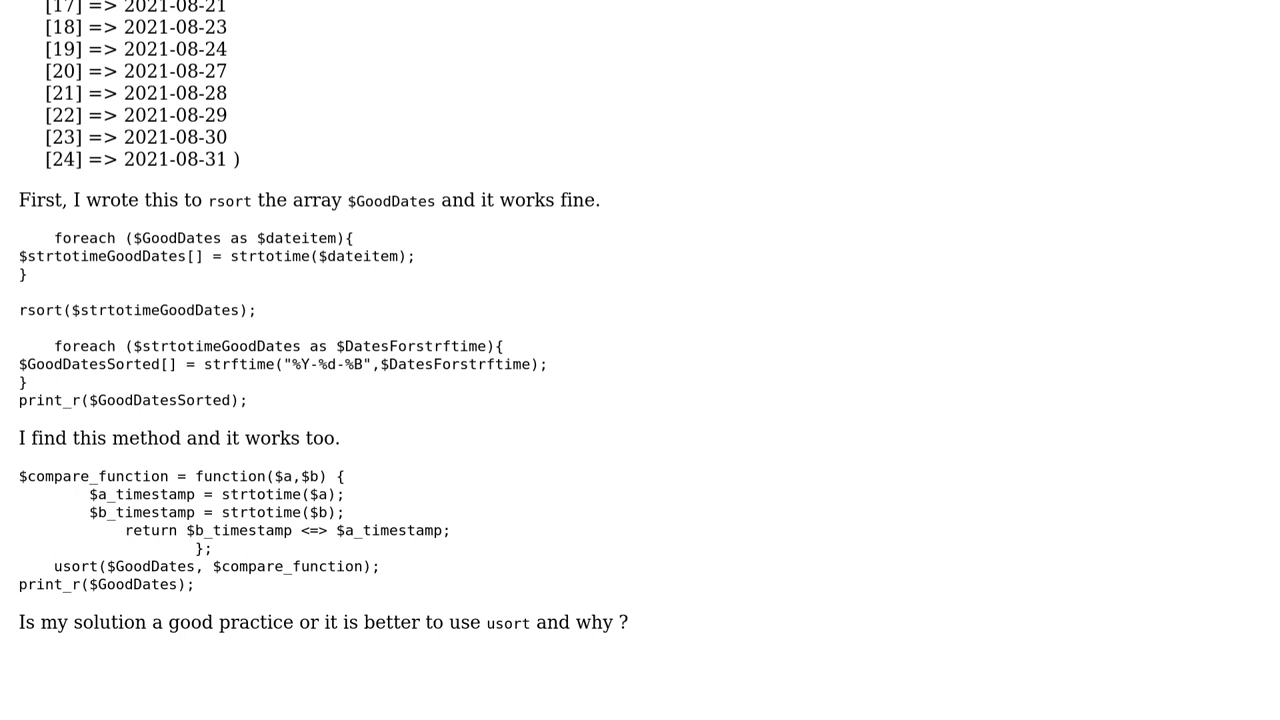 [17] => 2021-08-21
[18] => 2021-08-23
[19] => 2021-08-24
[20] => 2021-08-27
[21] => 2021-08-28
[22] => 2021-08-29
[23] => 2021-08-30
[24] => 2021-08-31 )
First, I wrote this to rsort the array $GoodDates and it works fine.
foreach ($GoodDates as $dateitem){
$strtotimeGoodDates[] = strtotime($dateitem);
}
rsort($strtotimeGoodDates);
foreach ($strtotimeGoodDates as $DatesForstrftime){
$GoodDatesSorted[] = strftime("%Y-%d-%B",$DatesForstrftime);
}
print_r($GoodDatesSorted);
I find this method and it works too.
$compare_function = function($a,$b) {
$a_timestamp = strtotime($a);
$b_timestamp = strtotime($b);
return $b_timestamp <=> $a_timestamp;
};
usort($GoodDates, $compare_function);
print_r($GoodDates);
Is my solution a good practice or it is better to use usort and why ?